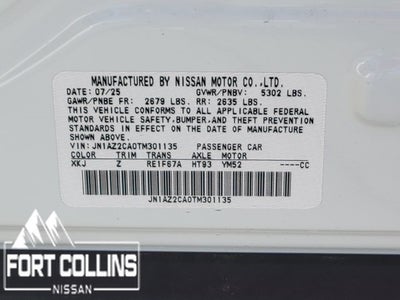 MANUFACTURED BY NISSAN MOTOR CO.,LTD.
DATE: 07/25 GVWR/PNBV: 5302 LBS.
GAWR/PNBE FR: 2679 LBS. RR: 2635 LBS.
THIS VEHICLE CONFORMS TO ALL APPLICABLE FEDERAL
MOTOR VEHICLE SAFETY,BUMPER,AND THEFT PREVENTION
STANDARDS IN EFFECT ON THE DATE OF MANUFACTURE
SHOWN ABOVE.
VIN: JN1AZ2CA0TM301135 PASSENGER CAR
COLOR TRIM TRANS AXLE MOTOR
XKJ Z RE1F67A HT93 YM52 ----CC
JN1AZ2CA0TM301135
FORT COLLINS
NISSAN